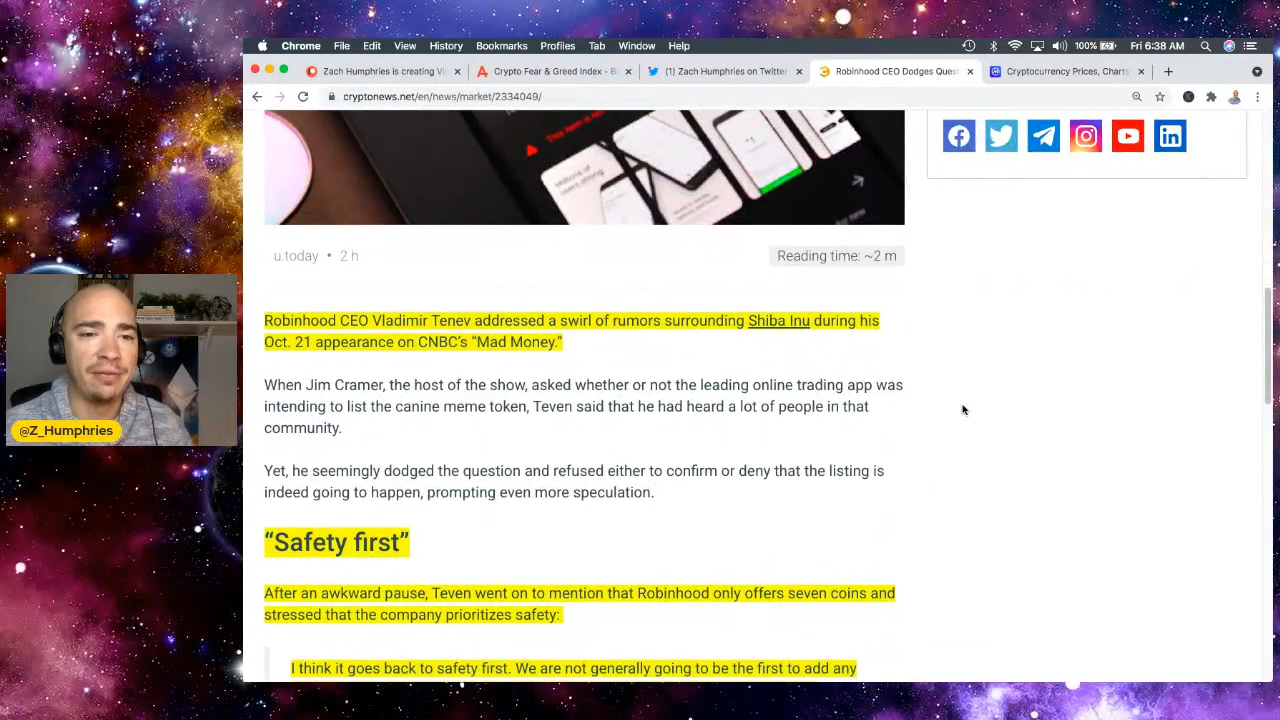 Chrome File Edit View History Bookmarks Profiles Tab Window Help 100% Fri 6:38 AM
Zach Humphries is creating Vi
Crypto Fear & Greed Index - Bi
(1) Zach Humphries on Twitter
Robinhood CEO Dodges Quest
Cryptocurrency Prices, Charts
cryptonews.net/en/news/market/2334049/
u.today • 2 h
Reading time: ~2 m
Robinhood CEO Vladimir Tenev addressed a swirl of rumors surrounding Shiba Inu during his
Oct. 21 appearance on CNBC’s “Mad Money.”
When Jim Cramer, the host of the show, asked whether or not the leading online trading app was
intending to list the canine meme token, Teven said that he had heard a lot of people in that
community.
Yet, he seemingly dodged the question and refused either to confirm or deny that the listing is
indeed going to happen, prompting even more speculation.
“Safety first”
After an awkward pause, Teven went on to mention that Robinhood only offers seven coins and
stressed that the company prioritizes safety:
I think it goes back to safety first. We are not generally going to be the first to add any
@Z_Humphries